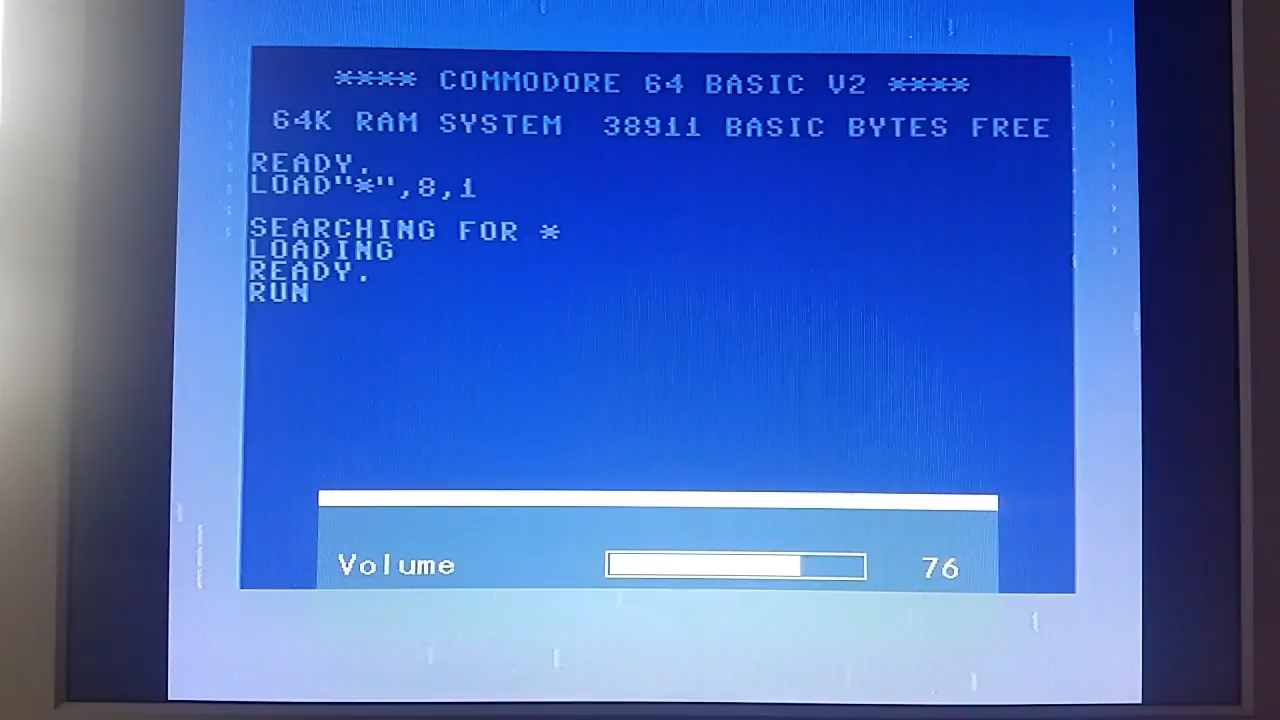 **** COMMODORE 64 BASIC V2 ****
64K RAM SYSTEM 38911 BASIC BYTES FREE
READY.
LOAD"*",8,1
SEARCHING FOR *
LOADING
READY.
RUN
Volume 76